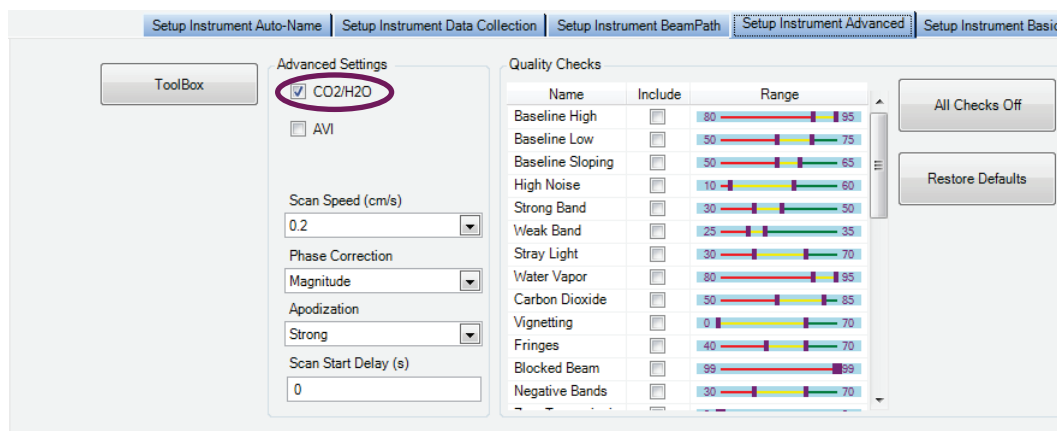 Setup Instrument Auto-Name Setup Instrument Data Collection Setup Instrument BeamPath Setup Instrument Advanced Setup Instrument Basic
ToolBox
Advanced Settings
CO2/H2O
AVI
Scan Speed (cm/s)
0.2
Phase Correction
Magnitude
Apodization
Strong
Scan Start Delay (s)
0
Quality Checks
Name Include Range
Baseline High 80 95
Baseline Low 50 75
Baseline Sloping 50 65
High Noise 10 60
Strong Band 30 50
Weak Band 25 35
Stray Light 30 70
Water Vapor 80 95
Carbon Dioxide 50 85
Vignetting 0 70
Fringes 40 70
Blocked Beam 99 99
Negative Bands 30 70
All Checks Off
Restore Defaults